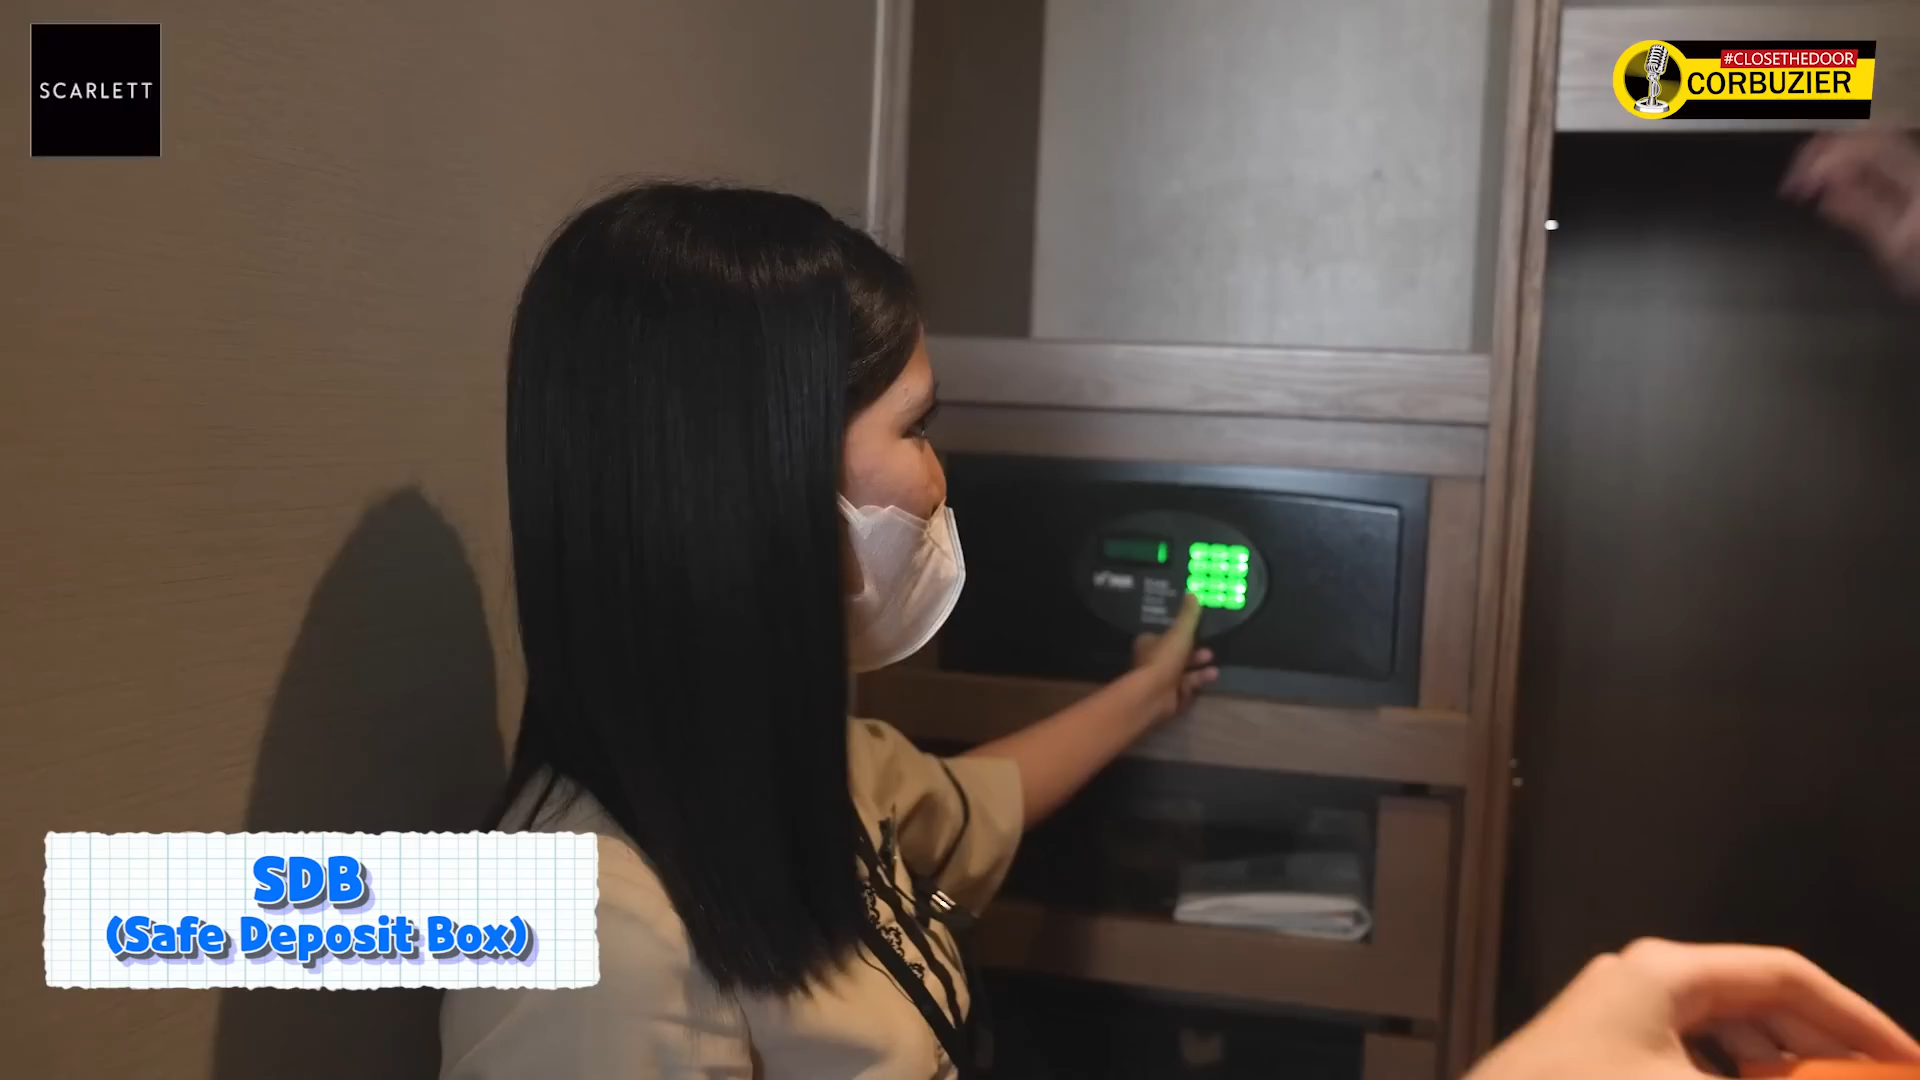 SCARLETT
#CLOSETHEDOOR
CORBUZIER
SDB
(Safe Deposit Box)